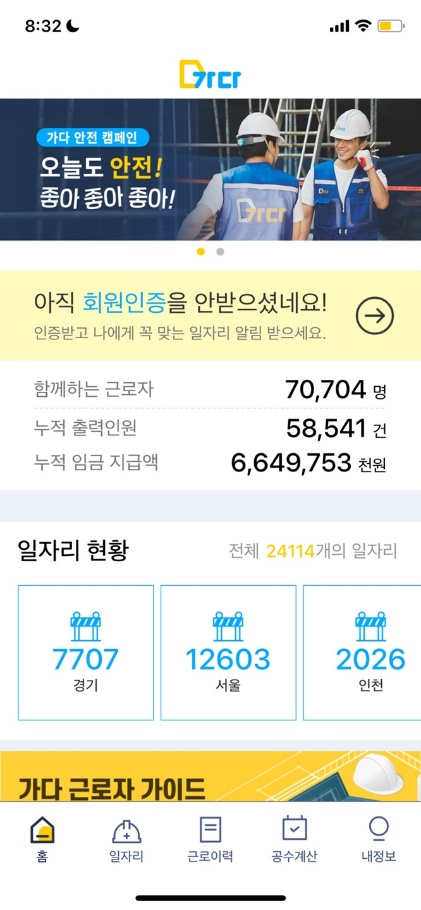 8:32
가다
가다 안전 캠페인
오늘도 안전!
좋아 좋아 좋아!
가다
아직 회원인증을 안받으셨네요!
인증받고 나에게 꼭 맞는 일자리 알림 받으세요.
함께하는 근로자 70,704 명
누적 출력인원 58,541 건
누적 임금 지급액 6,649,753 천원
일자리 현황 전체 24114개의 일자리
7707 12603 2026
경기 서울 인천
가다 근로자 가이드
홈 일자리 근로이력 공수계산 내정보